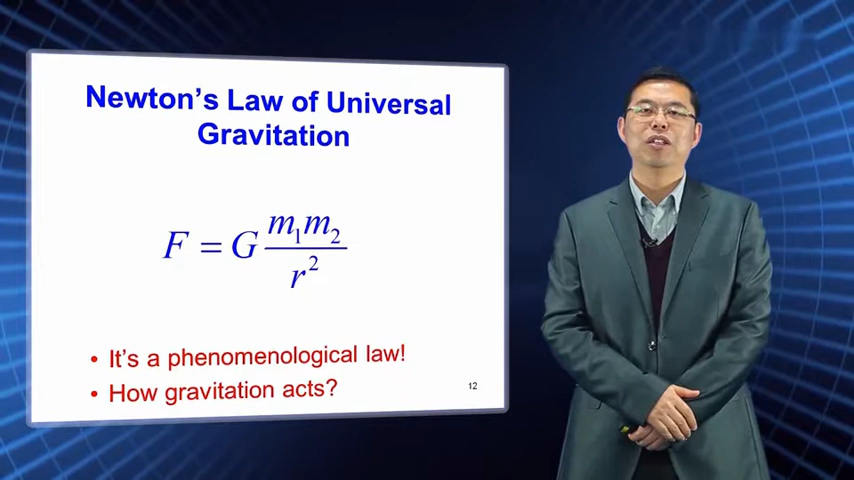 Newton's Law of Universal
Gravitation
F = G m₁m₂ / r²
• It's a phenomenological law!
• How gravitation acts?
12